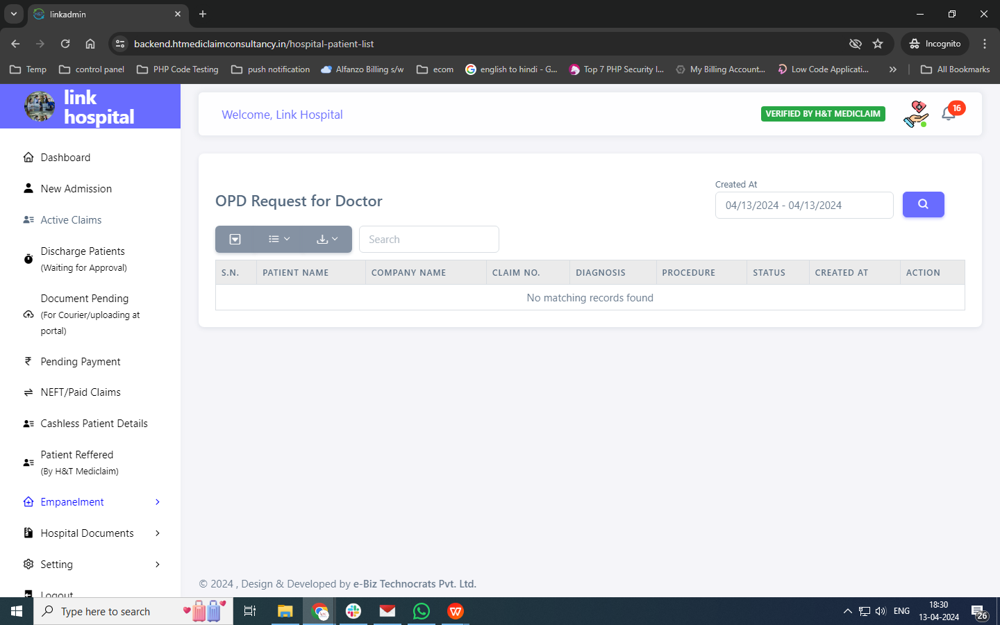 linkadmin
backend.htmediclaimconsultancy.in/hospital-patient-list
Incognito
Temp
control panel
PHP Code Testing
push notification
Alfanzo Billing s/w
ecom
english to hindi - G...
Top 7 PHP Security I...
My Billing Account...
Low Code Applicati...
All Bookmarks
link
hospital
Welcome, Link Hospital
VERIFIED BY H&T MEDICLAIM
16
Dashboard
New Admission
Active Claims
Discharge Patients
(Waiting for Approval)
Document Pending
(For Courier/uploading at
portal)
Pending Payment
NEFT/Paid Claims
Cashless Patient Details
Patient Reffered
(By H&T Mediclaim)
Empanelment
Hospital Documents
Setting
Logout
OPD Request for Doctor
Created At
04/13/2024 - 04/13/2024
Search
S.N. PATIENT NAME COMPANY NAME CLAIM NO. DIAGNOSIS PROCEDURE STATUS CREATED AT ACTION
No matching records found
© 2024 , Design & Developed by e-Biz Technocrats Pvt. Ltd.
Type here to search
ENG
18:30
13-04-2024
26